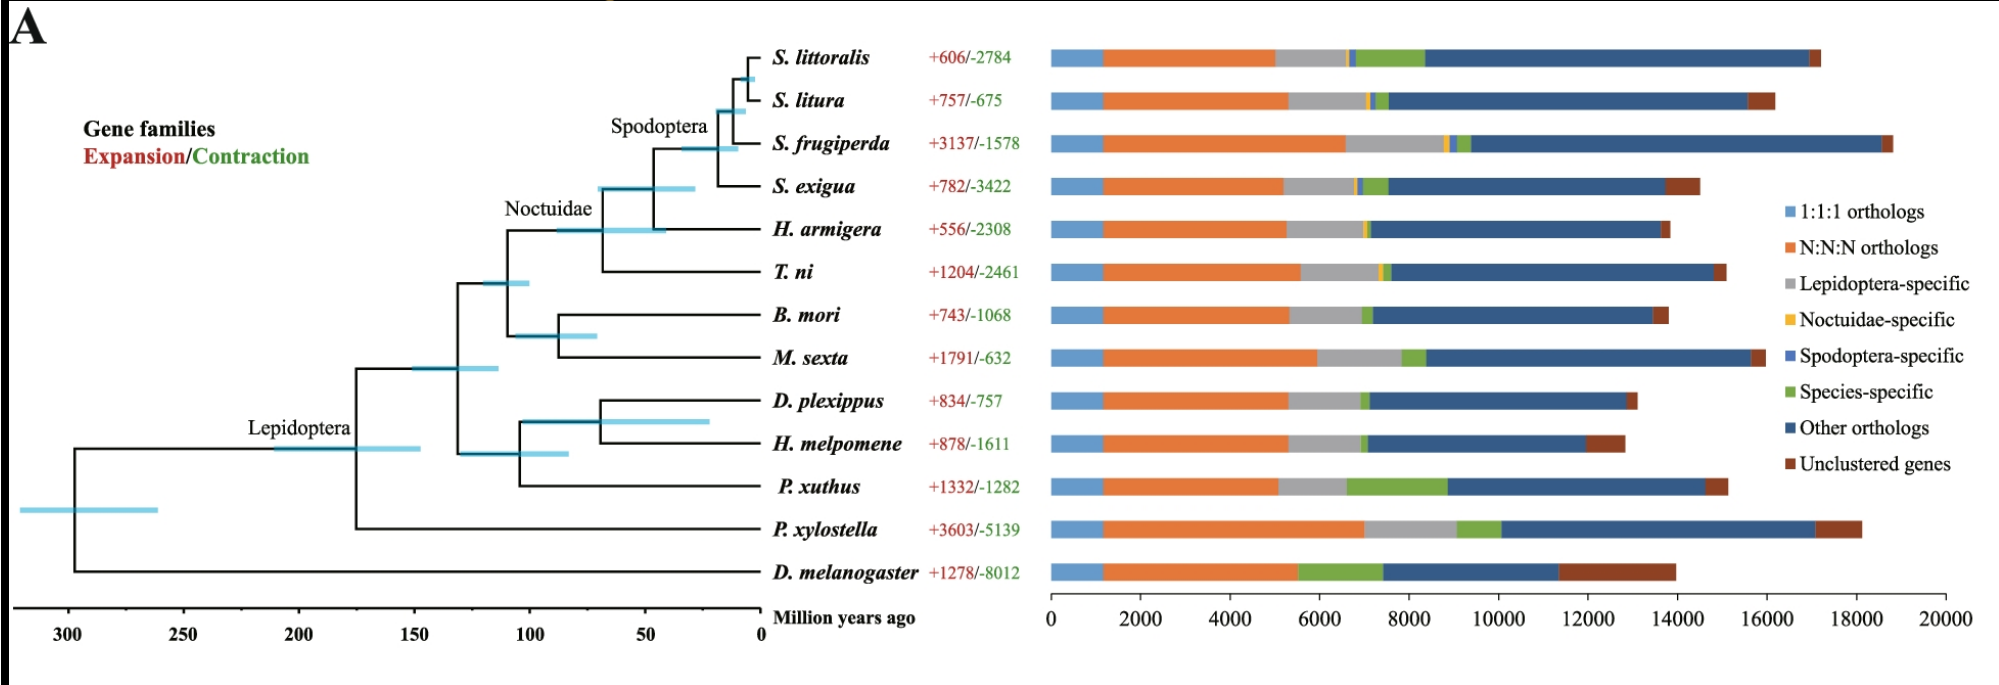 A
Gene families
Expansion/Contraction
Spodoptera
Noctuidae
Lepidoptera
S. littoralis +606/-2784
S. litura +757/-675
S. frugiperda +3137/-1578
S. exigua +782/-3422
H. armigera +556/-2308
T. ni +1204/-2461
B. mori +743/-1068
M. sexta +1791/-632
D. plexippus +834/-757
H. melpomene +878/-1611
P. xuthus +1332/-1282
P. xylostella +3603/-5139
D. melanogaster +1278/-8012
300 250 200 150 100 50 0 Million years ago
1:1:1 orthologs
N:N:N orthologs
Lepidoptera-specific
Noctuidae-specific
Spodoptera-specific
Species-specific
Other orthologs
Unclustered genes
0 2000 4000 6000 8000 10000 12000 14000 16000 18000 20000